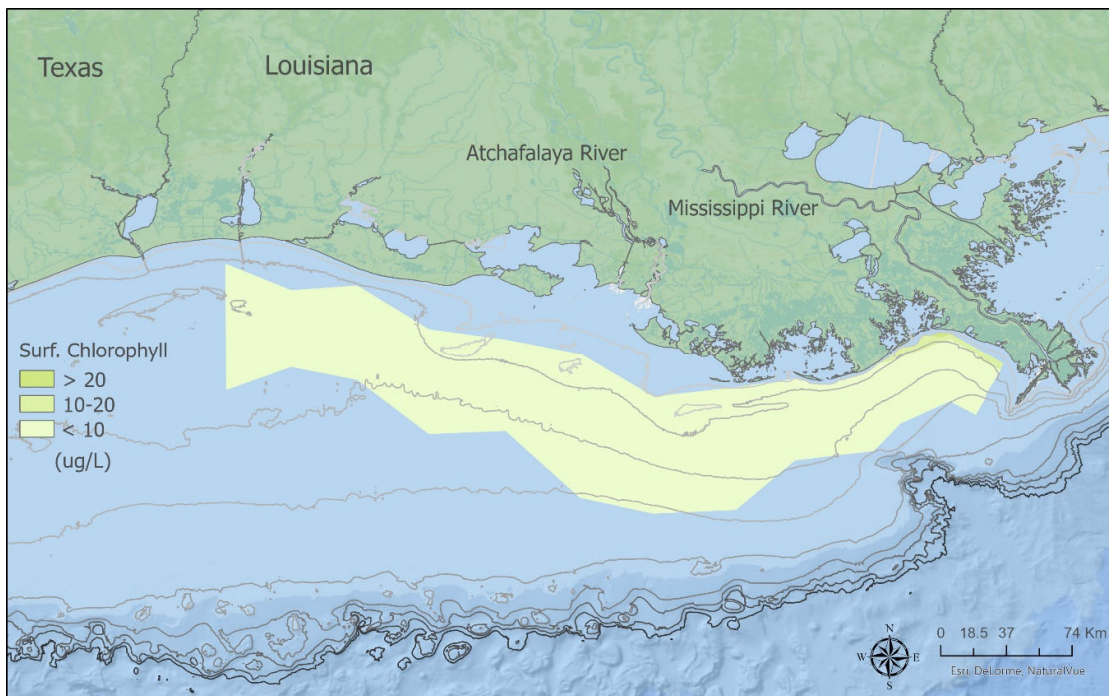 Texas
Louisiana
Atchafalaya River
Mississippi River
Surf. Chlorophyll
> 20
10-20
< 10
(ug/L)
N
W
E
S
0 18.5 37 74 Km
Esri, DeLorme, NaturalVue